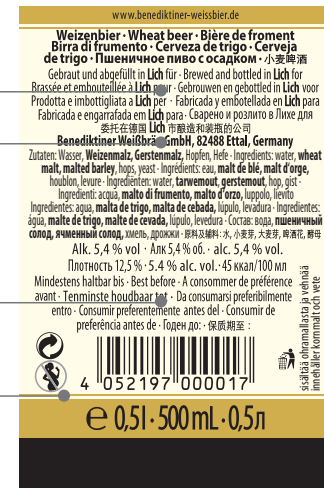 www.benediktiner-weissbier.de
Weizenbier · Wheat beer · Bière de froment
Birra di frumento · Cerveza de trigo · Cerveja
de trigo · Пшеничное пиво с осадком · 小麦啤酒
Gebraut und abgefüllt in Lich für · Brewed and bottled in Lich for
Brassée et embouteillée à Lich pour · Gebrouwen en gebotteld in Lich voor
Prodotta e imbottigliata a Lich per · Fabricada y embotellada en Lich para
Fabricada e engarrafada em Lich para · Сварено и розлито в Лихе для
委托在德国 Lich 市酿造和装瓶的公司
Benediktiner Weißbräu GmbH, 82488 Ettal, Germany
Zutaten: Wasser, Weizenmalz, Gerstenmalz, Hopfen, Hefe · Ingredients: water, wheat
malt, malted barley, hops, yeast · Ingrédients: eau, malt de blé, malt d'orge,
houblon, levure · Ingrediënten: water, tarwemout, gerstemout, hop, gist ·
Ingredienti: acqua, malto di frumento, malto d'orzo, luppolo, lievito
Ingredientes: agua, malta de trigo, malta de cebada, lúpulo, levadura · Ingredientes:
água, malte de trigo, malte de cevada, lúpulo, levedura · Состав: вода, пшеничный
солод, ячменный солод, хмель, дрожжи · 原料及辅料: 水, 小麦芽, 大麦芽, 啤酒花, 酵母
Alk. 5,4 % vol · Алк 5,4 % об. · alc. 5,4 % vol.
Плотность 12,5 % · 5.4 % alc. vol. · 45 ккал/100 мл
Mindestens haltbar bis · Best before · A consommer de préférence
avant · Tenminste houdbaar tot · Da consumarsi preferibilmente
entro · Consumir preferentemente antes del · Consumir de
preferência antes de · Годен до: · 保质期至 :
4 052197 000017
sisältää ohramallasta ja vehnää
innehåller kornmalt och vete
e 0,5l · 500 mL · 0,5л